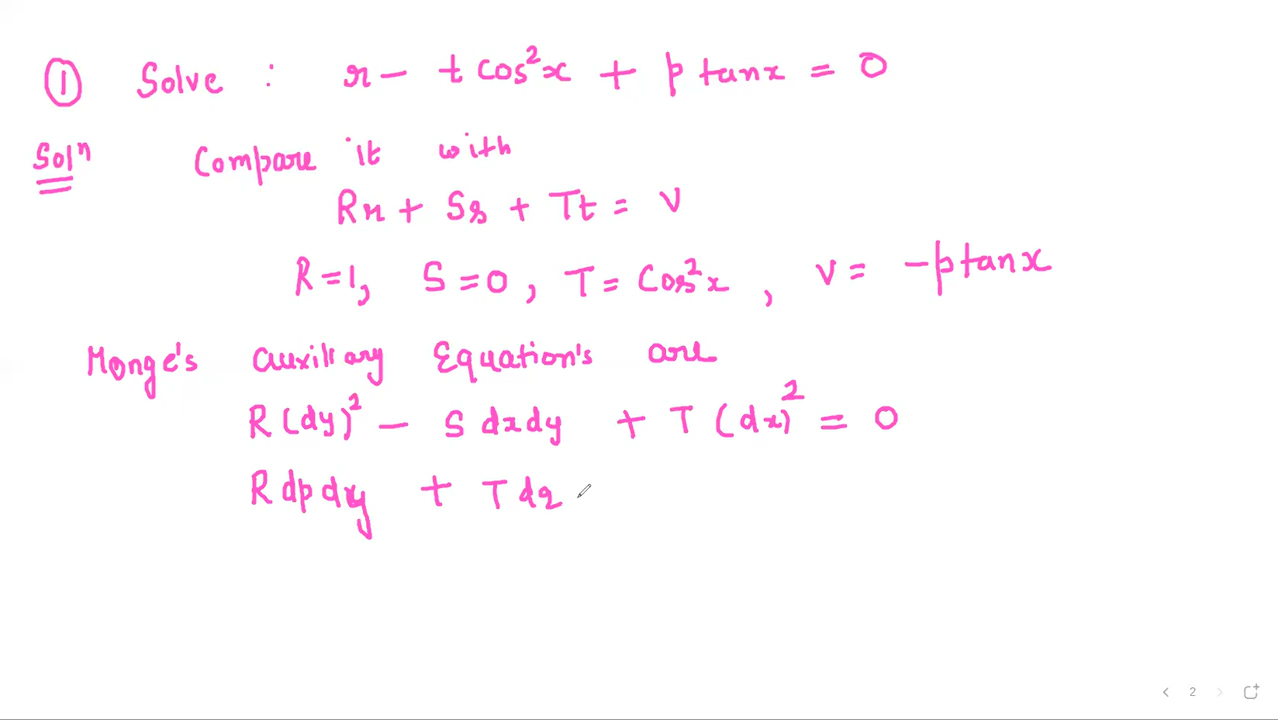 ① Solve : r - t cos²x + p tanx = 0
Solⁿ Compare it with
Rr + Ss + Tt = V
R = 1, S = 0, T = Cos²x, V = -ptanx
Monge's auxiliary Equation's are
R (dy)² - S dxdy + T (dx)² = 0
R dp dy + T dq
2